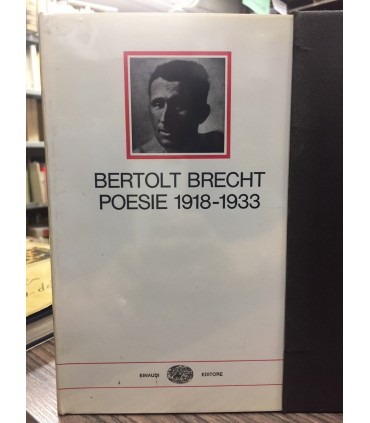 BERTOLT BRECHT
POESIE 1918-1933
EINAUDI EDITORE